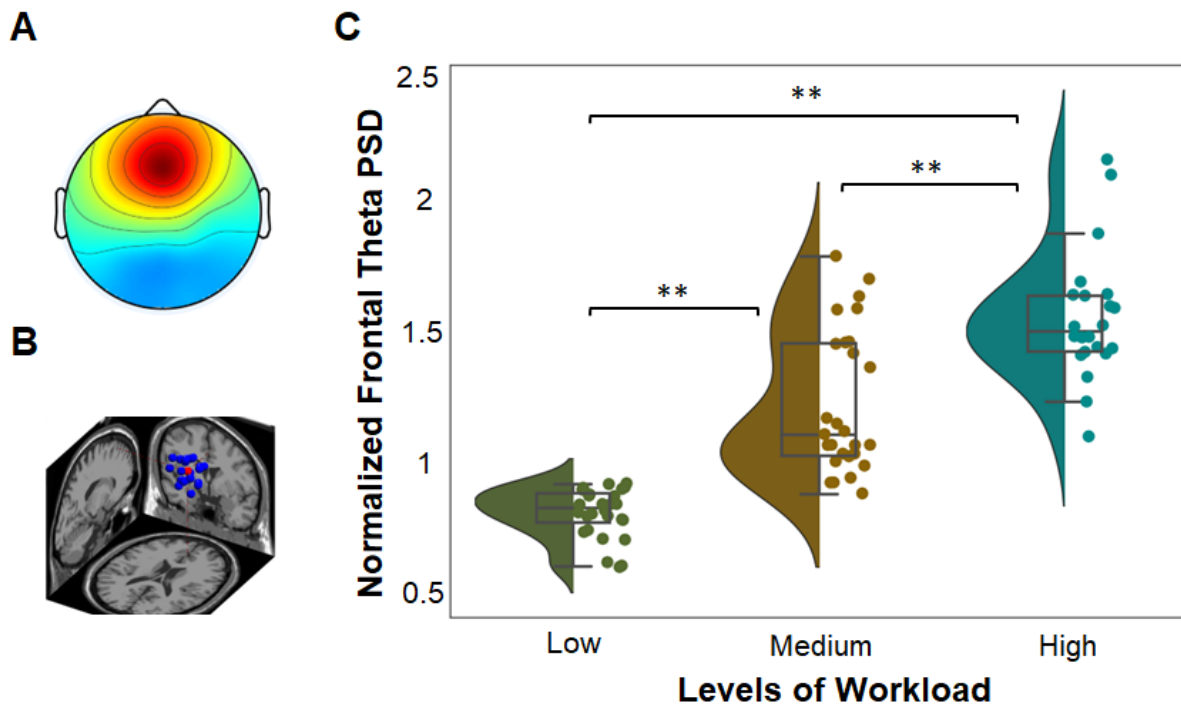 A
B
C
Normalized Frontal Theta PSD
2.5
2
1.5
1
0.5
**
**
**
Low
Medium
High
Levels of Workload